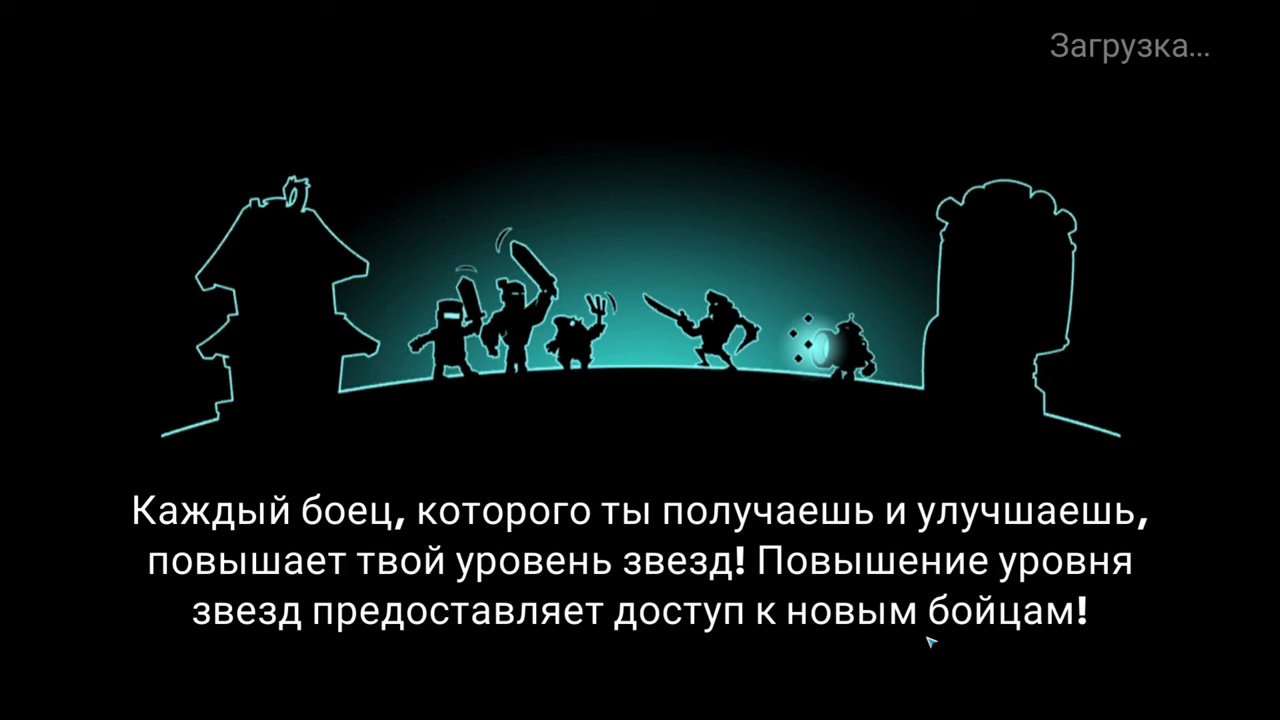 Загрузка...
Каждый боец, которого ты получаешь и улучшаешь,
повышает твой уровень звезд! Повышение уровня
звезд предоставляет доступ к новым бойцам!